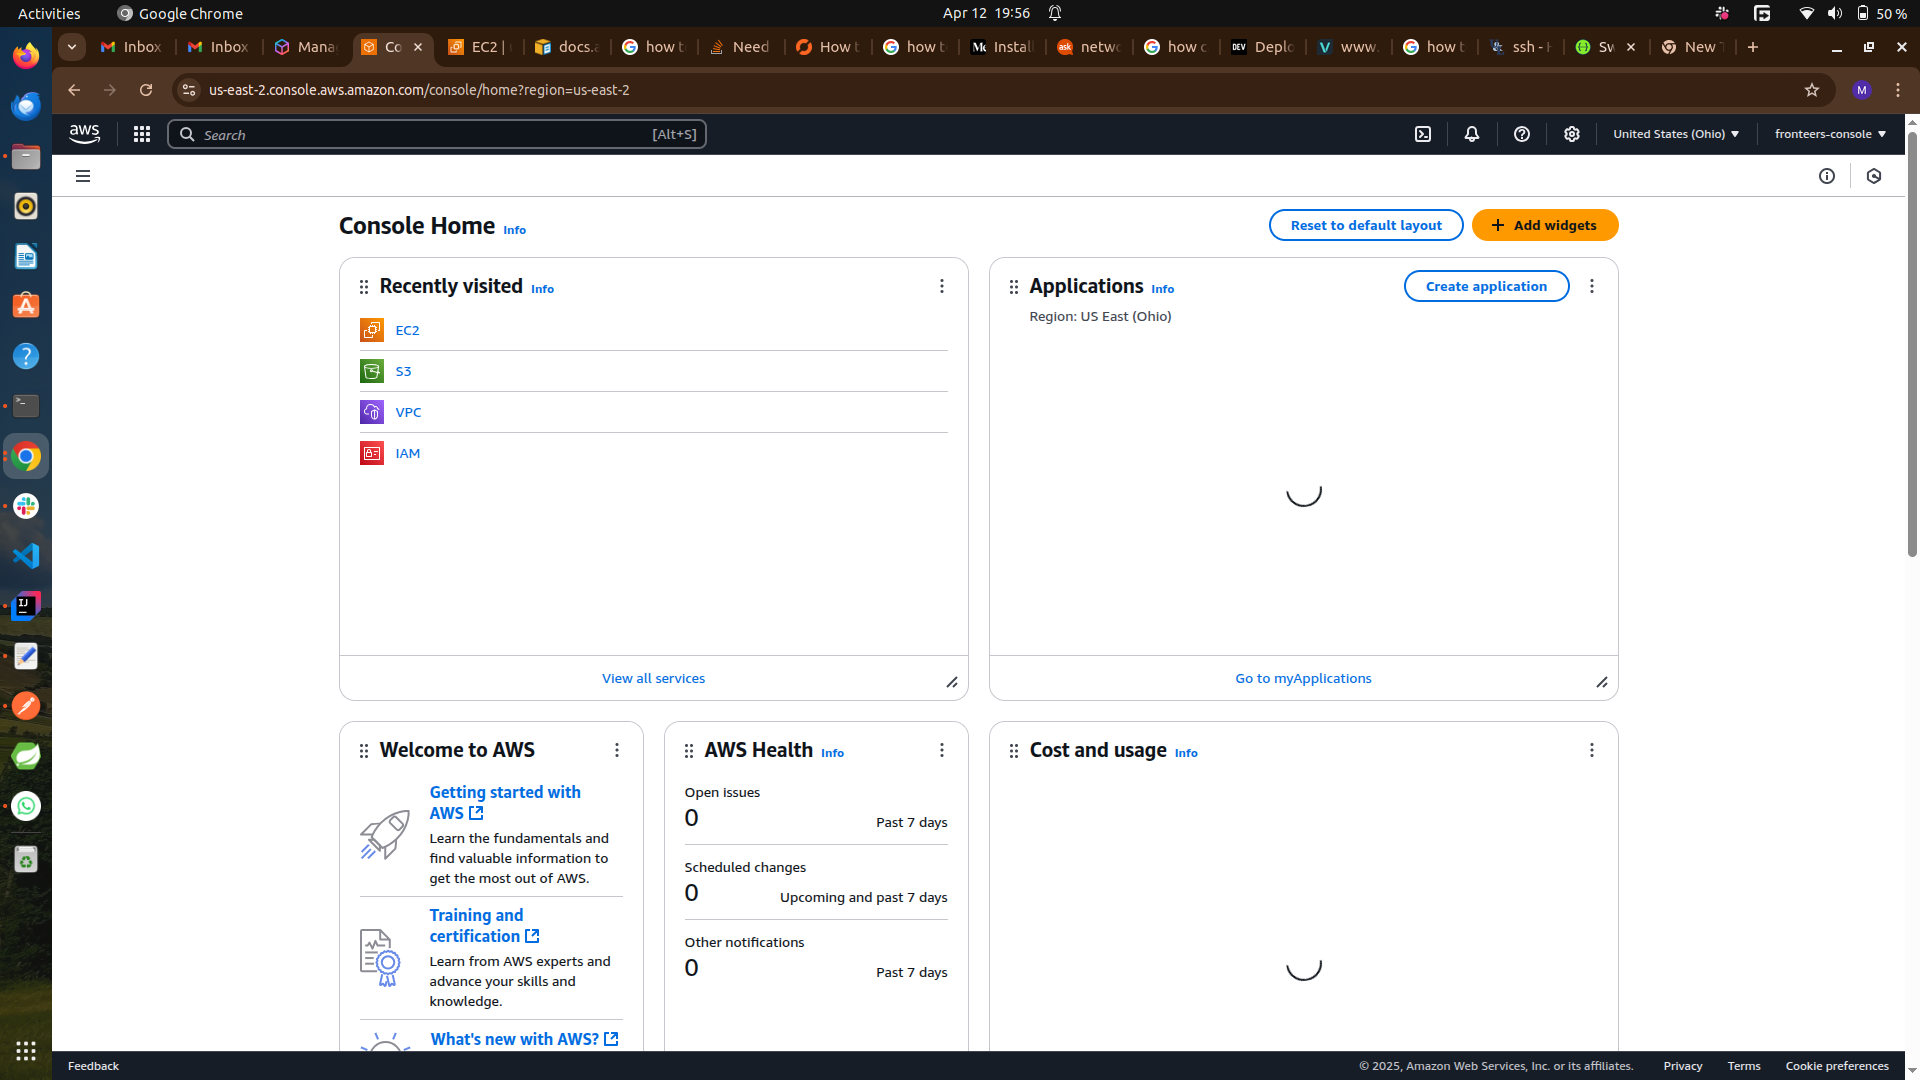 Activities
Google Chrome
Apr 12 19:56
50 %
Inbox
Inbox
Mana
Co
EC2 |
docs.a
how t
Need
How t
how t
Install
netwo
how c
Deplo
www.
how t
ssh -
Sw
New
us-east-2.console.aws.amazon.com/console/home?region=us-east-2
M
aws
Search
[Alt+S]
United States (Ohio)
fronteers-console
Console Home Info
Reset to default layout
Add widgets
Recently visited Info
EC2
S3
VPC
IAM
View all services
Applications Info
Create application
Region: US East (Ohio)
Go to myApplications
Welcome to AWS
Getting started with
AWS
Learn the fundamentals and
find valuable information to
get the most out of AWS.
Training and
certification
Learn from AWS experts and
advance your skills and
knowledge.
What's new with AWS?
AWS Health Info
Open issues
0
Past 7 days
Scheduled changes
0
Upcoming and past 7 days
Other notifications
0
Past 7 days
Cost and usage Info
Feedback
© 2025, Amazon Web Services, Inc. or its affiliates.
Privacy
Terms
Cookie preferences